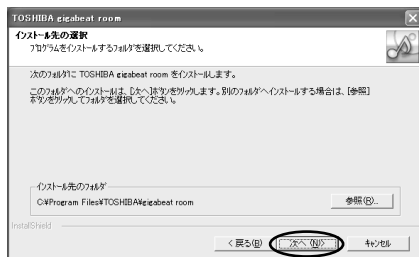 TOSHIBA gigabeat room
インストール先の選択
プログラムをインストールするフォルダを選択してください。
次のフォルダに TOSHIBA gigabeat room をインストールします。
このフォルダへのインストールは、[次へ]ボタンをクリックします。別のフォルダへインストールする場合は、[参照]
ボタンをクリックしてフォルダを選択してください。
インストール先のフォルダ
C:¥Program Files¥TOSHIBA¥gigabeat room
参照(R)...
InstallShield
< 戻る(B)
次へ(N)>
キャンセル